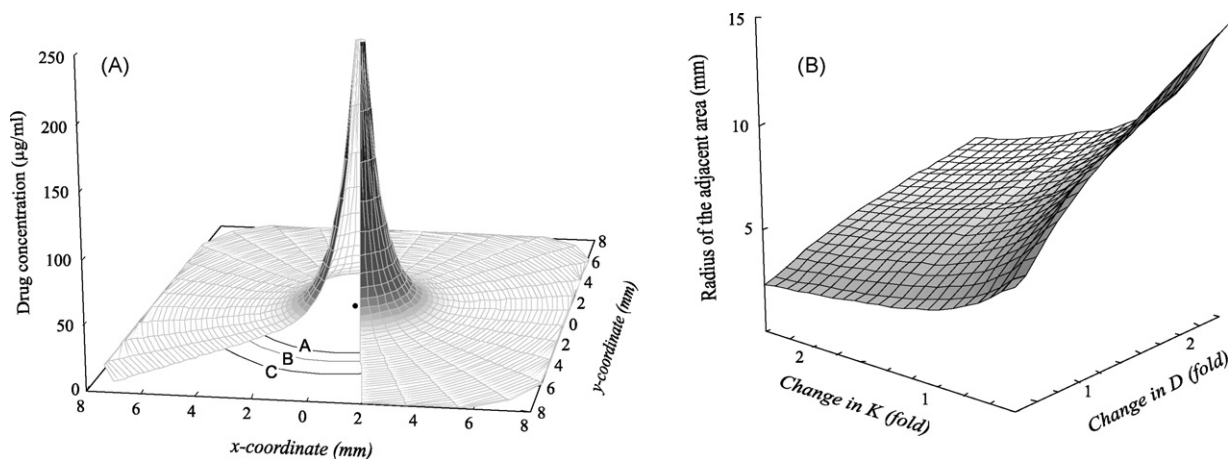 (A)
Drug concentration (µg/ml)
250
200
150
100
50
0
A
B
C
8 6 4 2 0 2 4 6 8
x-coordinate (mm)
8
6
4
2
0
2
4
6
8
y-coordinate (mm)
(B)
Radius of the adjacent area (mm)
15
10
5
2 1
Change in K (fold)
1 2
Change in D (fold)